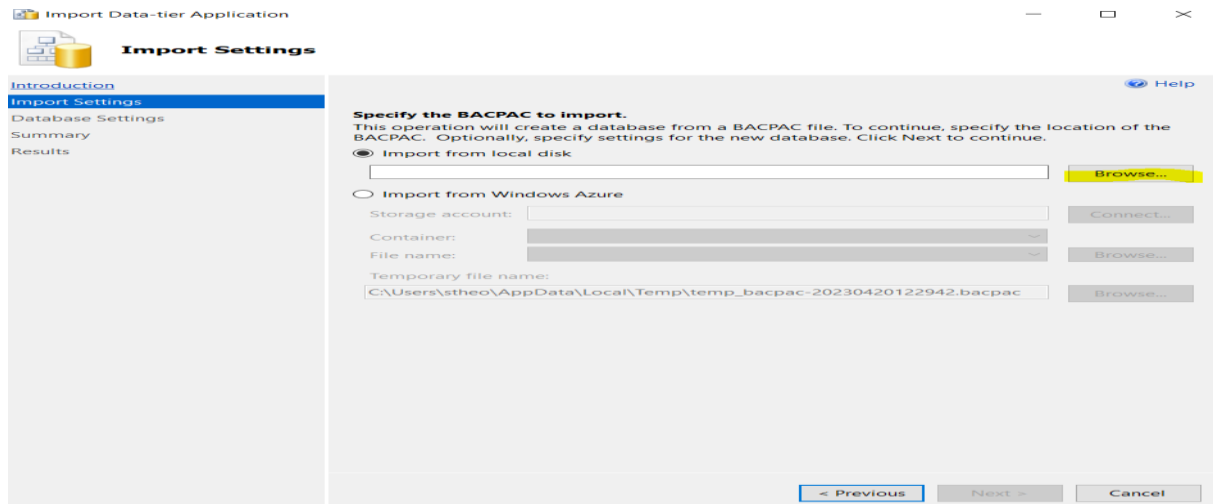 Import Data-tier Application
Import Settings
Help
Introduction
Import Settings
Database Settings
Summary
Results
Specify the BACPAC to import.
This operation will create a database from a BACPAC file. To continue, specify the location of the
BACPAC. Optionally, specify settings for the new database. Click Next to continue.
Import from local disk
Browse...
Import from Windows Azure
Storage account:
Connect...
Container:
File name:
Browse...
Temporary file name:
C:\Users\stheo\AppData\Local\Temp\temp_bacpac-20230420122942.bacpac
Browse...
< Previous
Next >
Cancel